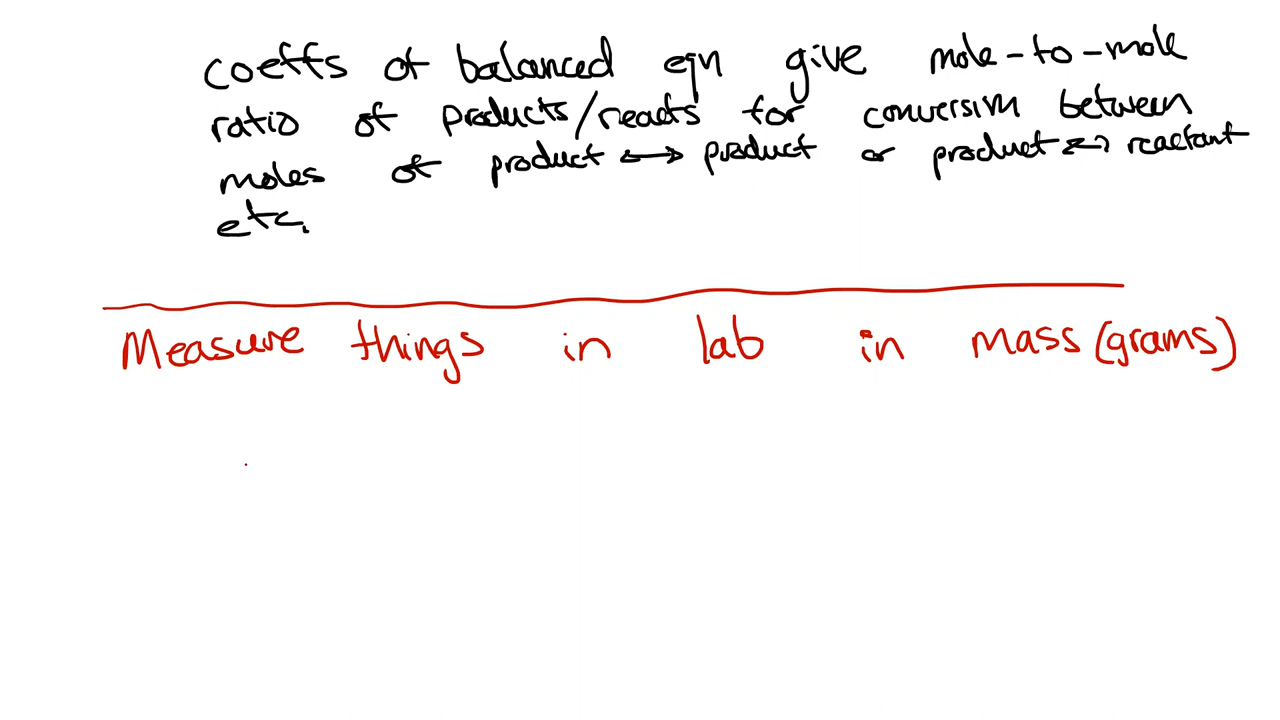 coeffs of balanced eqn give mole-to-mole
ratio of products/reacts for conversion between
moles of product ↔ product or product ↔ reactant
etc.
Measure things in lab in mass (grams)